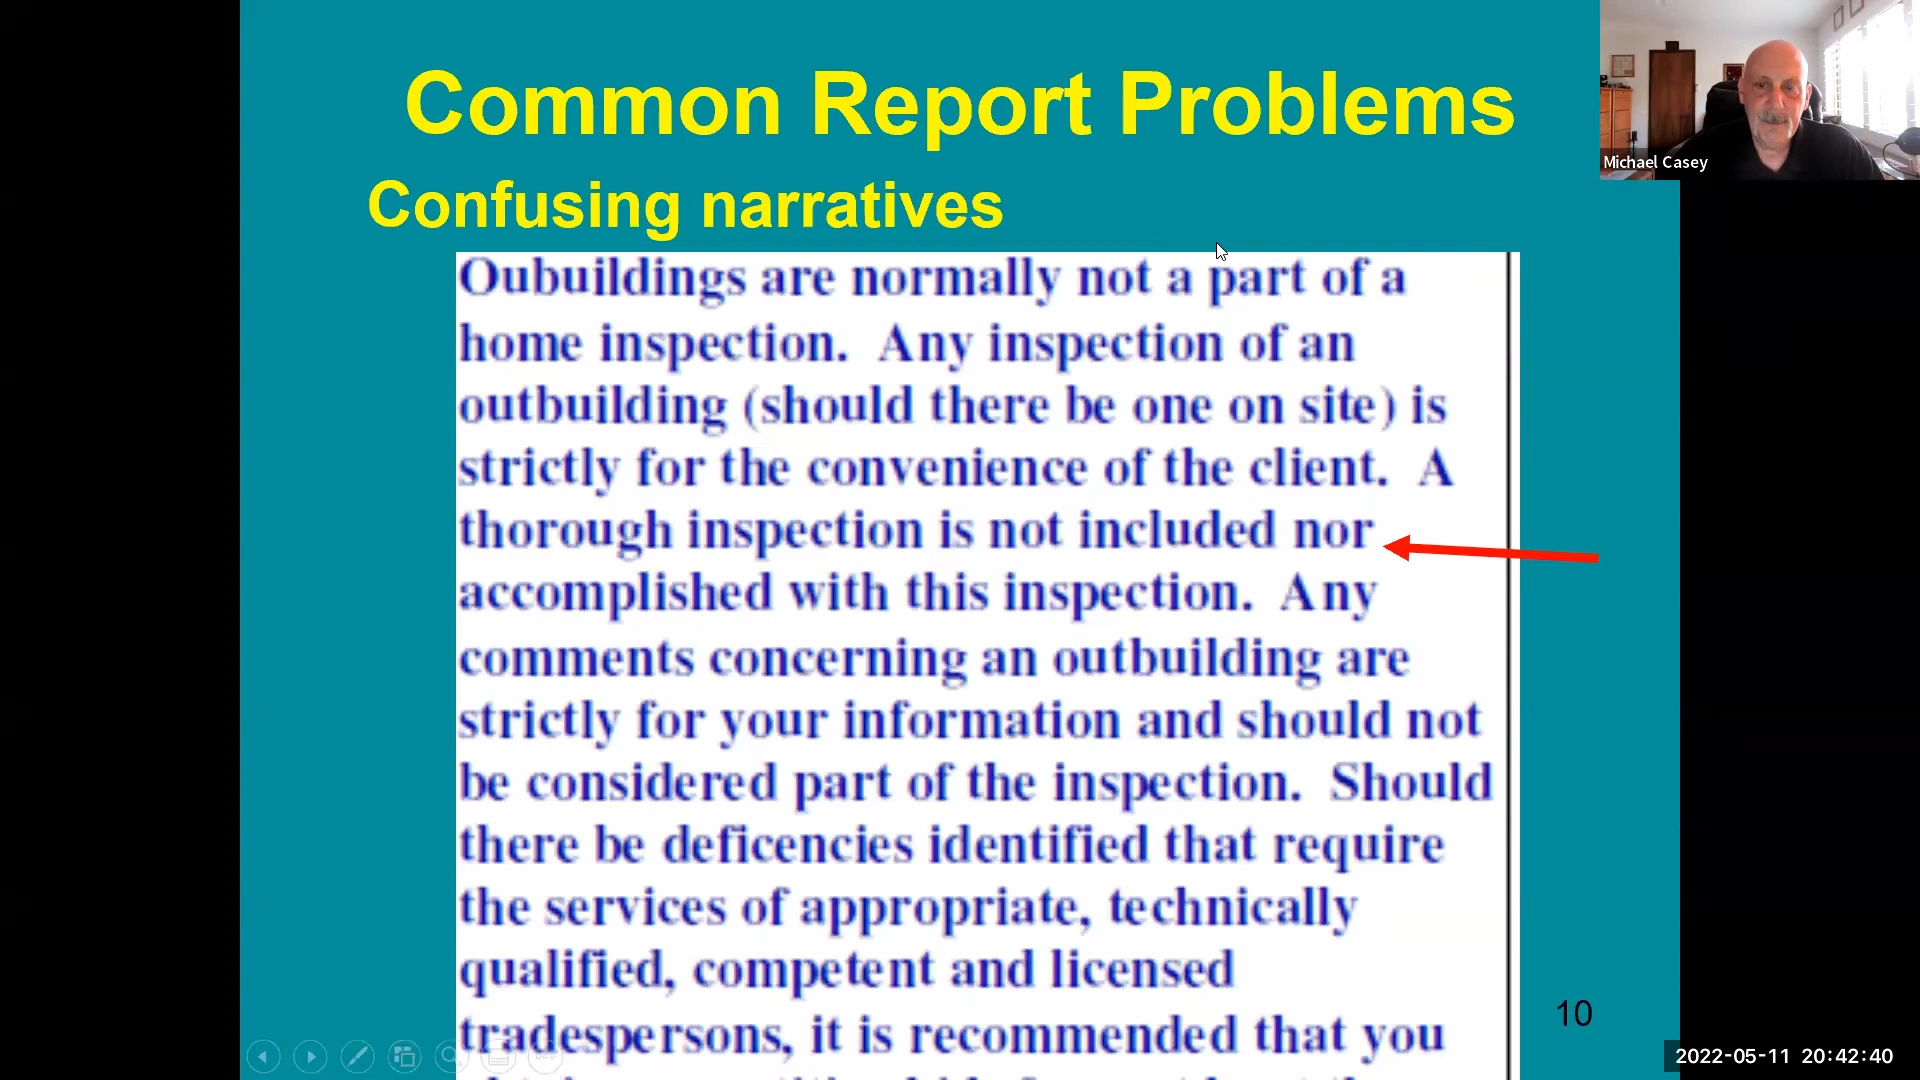 Common Report Problems
Michael Casey
Confusing narratives
Oubuildings are normally not a part of a
home inspection. Any inspection of an
outbuilding (should there be one on site) is
strictly for the convenience of the client. A
thorough inspection is not included nor
accomplished with this inspection. Any
comments concerning an outbuilding are
strictly for your information and should not
be considered part of the inspection. Should
there be deficencies identified that require
the services of appropriate, technically
qualified, competent and licensed
tradespersons, it is recommended that you
10
2022-05-11 20:42:40